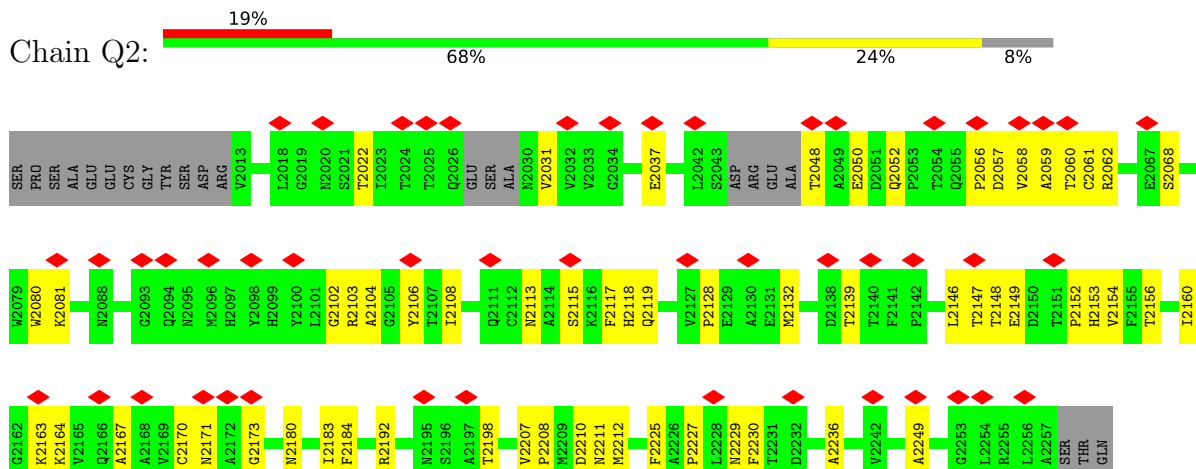 19%
Chain Q2:
68% 24% 8%
SER PRO SER ALA GLU GLU CYS GLY TYR SER ASP ARG V2013 L2018 G2019 N2020 S2021 T2022 I2023 T2024 T2025 Q2026 GLU SER ALA N2030 V2031 V2032 V2033 G2034 E2037 L2042 S2043 ASP ARG GLU ALA T2048 A2049 E2050 D2051 Q2052 P2053 T2054 Q2055 P2056 D2057 V2058 A2059 T2060 C2061 R2062 E2067 S2068
W2079 W2080 K2081 N2088 G2093 Q2094 N2095 M2096 H2097 Y2098 H2099 Y2100 L2101 G2102 R2103 A2104 G2105 Y2106 T2107 I2108 Q2111 C2112 N2113 A2114 S2115 K2116 F2117 H2118 Q2119 V2127 P2128 E2129 A2130 E2131 M2132 D2138 T2139 T2140 F2141 P2142 L2146 T2147 T2148 E2149 D2150 T2151 P2152 H2153 V2154 F2155 T2156 I2160
G2162 K2163 K2164 V2165 Q2166 A2167 A2168 V2169 C2170 N2171 A2172 G2173 N2180 I2183 F2184 R2192 N2195 S2196 A2197 T2198 V2207 P2208 M2209 D2210 N2211 M2212 F2225 A2226 P2227 L2228 N2229 F2230 T2231 D2232 A2236 V2242 A2249 G2253 L2254 R2255 L2256 A2257 SER THR GLN